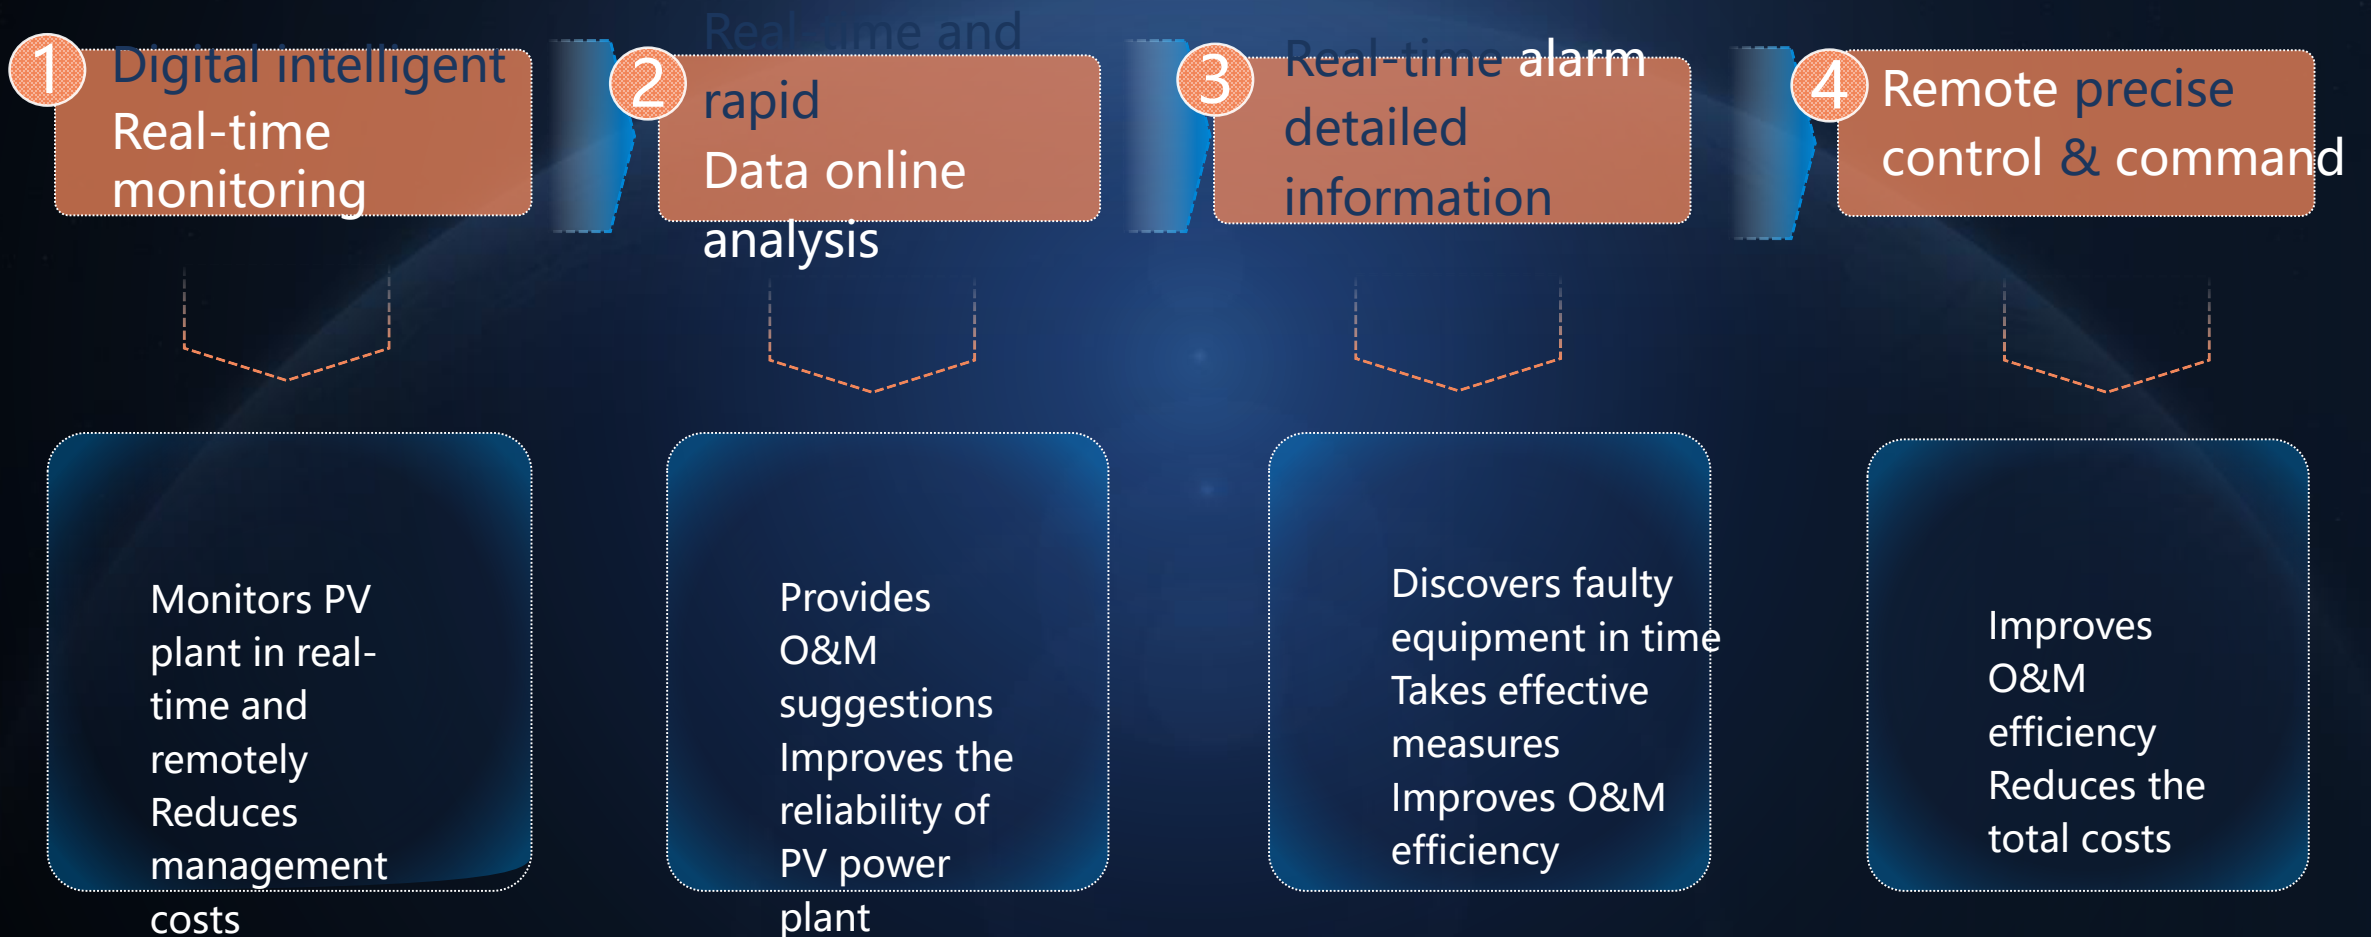 1
Digital intelligent
Real-time
monitoring
2
Real-time and
rapid
Data online
analysis
3
Real-time alarm
detailed
information
4
Remote precise
control & command
Monitors PV
plant in real-
time and
remotely
Reduces
management
costs
Provides
O&M
suggestions
Improves the
reliability of
PV power
plant
Discovers faulty
equipment in time
Takes effective
measures
Improves O&M
efficiency
Improves
O&M
efficiency
Reduces the
total costs